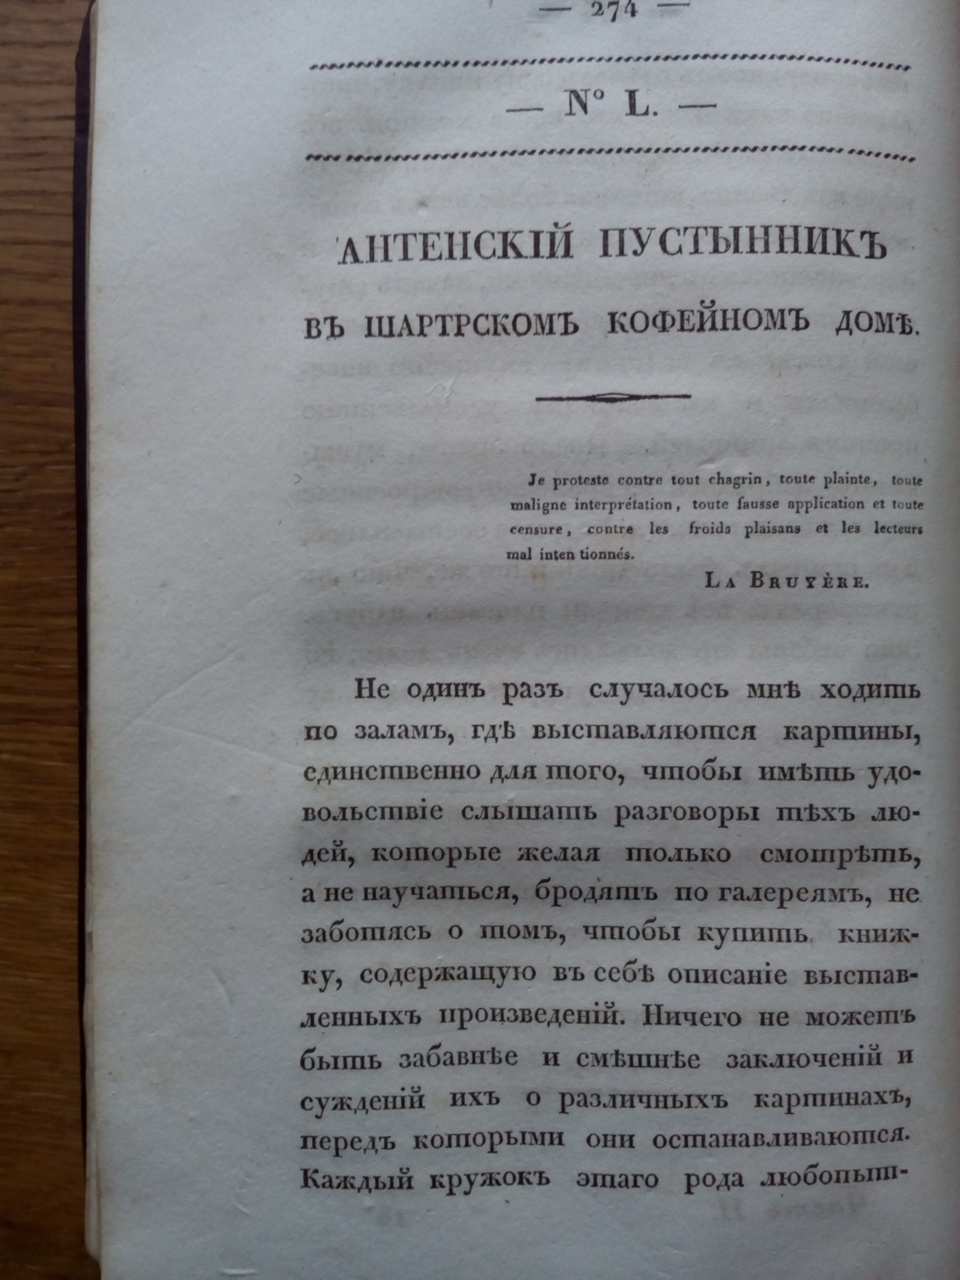 — 274 —
— Nº L. —
АНТЕНСКІЙ ПУСТЫННИКЪ
ВЪ ШАРТРСКОМЪ КОФЕЙНОМЪ ДОМѢ.
Je proteste contre tout chagrin, toute plainte, toute
maligne interprétation, toute fausse application et toute
censure, contre les froids plaisans et les lecteurs
mal inten tionnés.
LA BRUYÈRE.
Не одинъ разъ случалось мнѣ ходить
по заламъ, гдѣ выставляются картины,
единственно для того, чтобы имѣть удо-
вольствіе слышать разговоры тѣхъ лю-
дей, которые желая только смотрѣть,
а не научаться, бродятъ по галереямъ, не
заботясь о томъ, чтобы купить книж-
ку, содержащую въ себѣ описаніе выстав-
ленныхъ произведеній. Ничего не можетъ
быть забавнѣе и смѣшнѣе заключеній и
сужденій ихъ о различныхъ картинахъ,
передъ которыми они останавливаются.
Каждый кружокъ этаго рода любопыт-